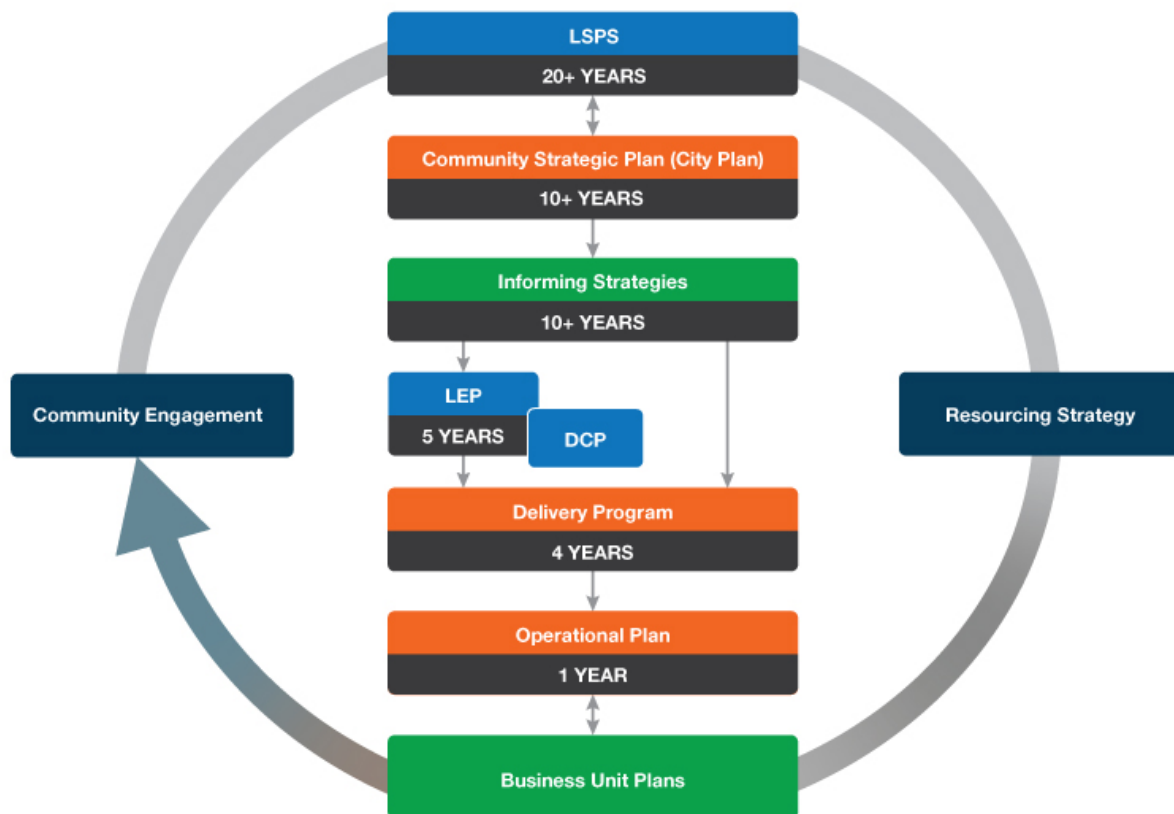 LSPS
20+ YEARS
Community Strategic Plan (City Plan)
10+ YEARS
Informing Strategies
10+ YEARS
LEP
5 YEARS
DCP
Community Engagement
Resourcing Strategy
Delivery Program
4 YEARS
Operational Plan
1 YEAR
Business Unit Plans